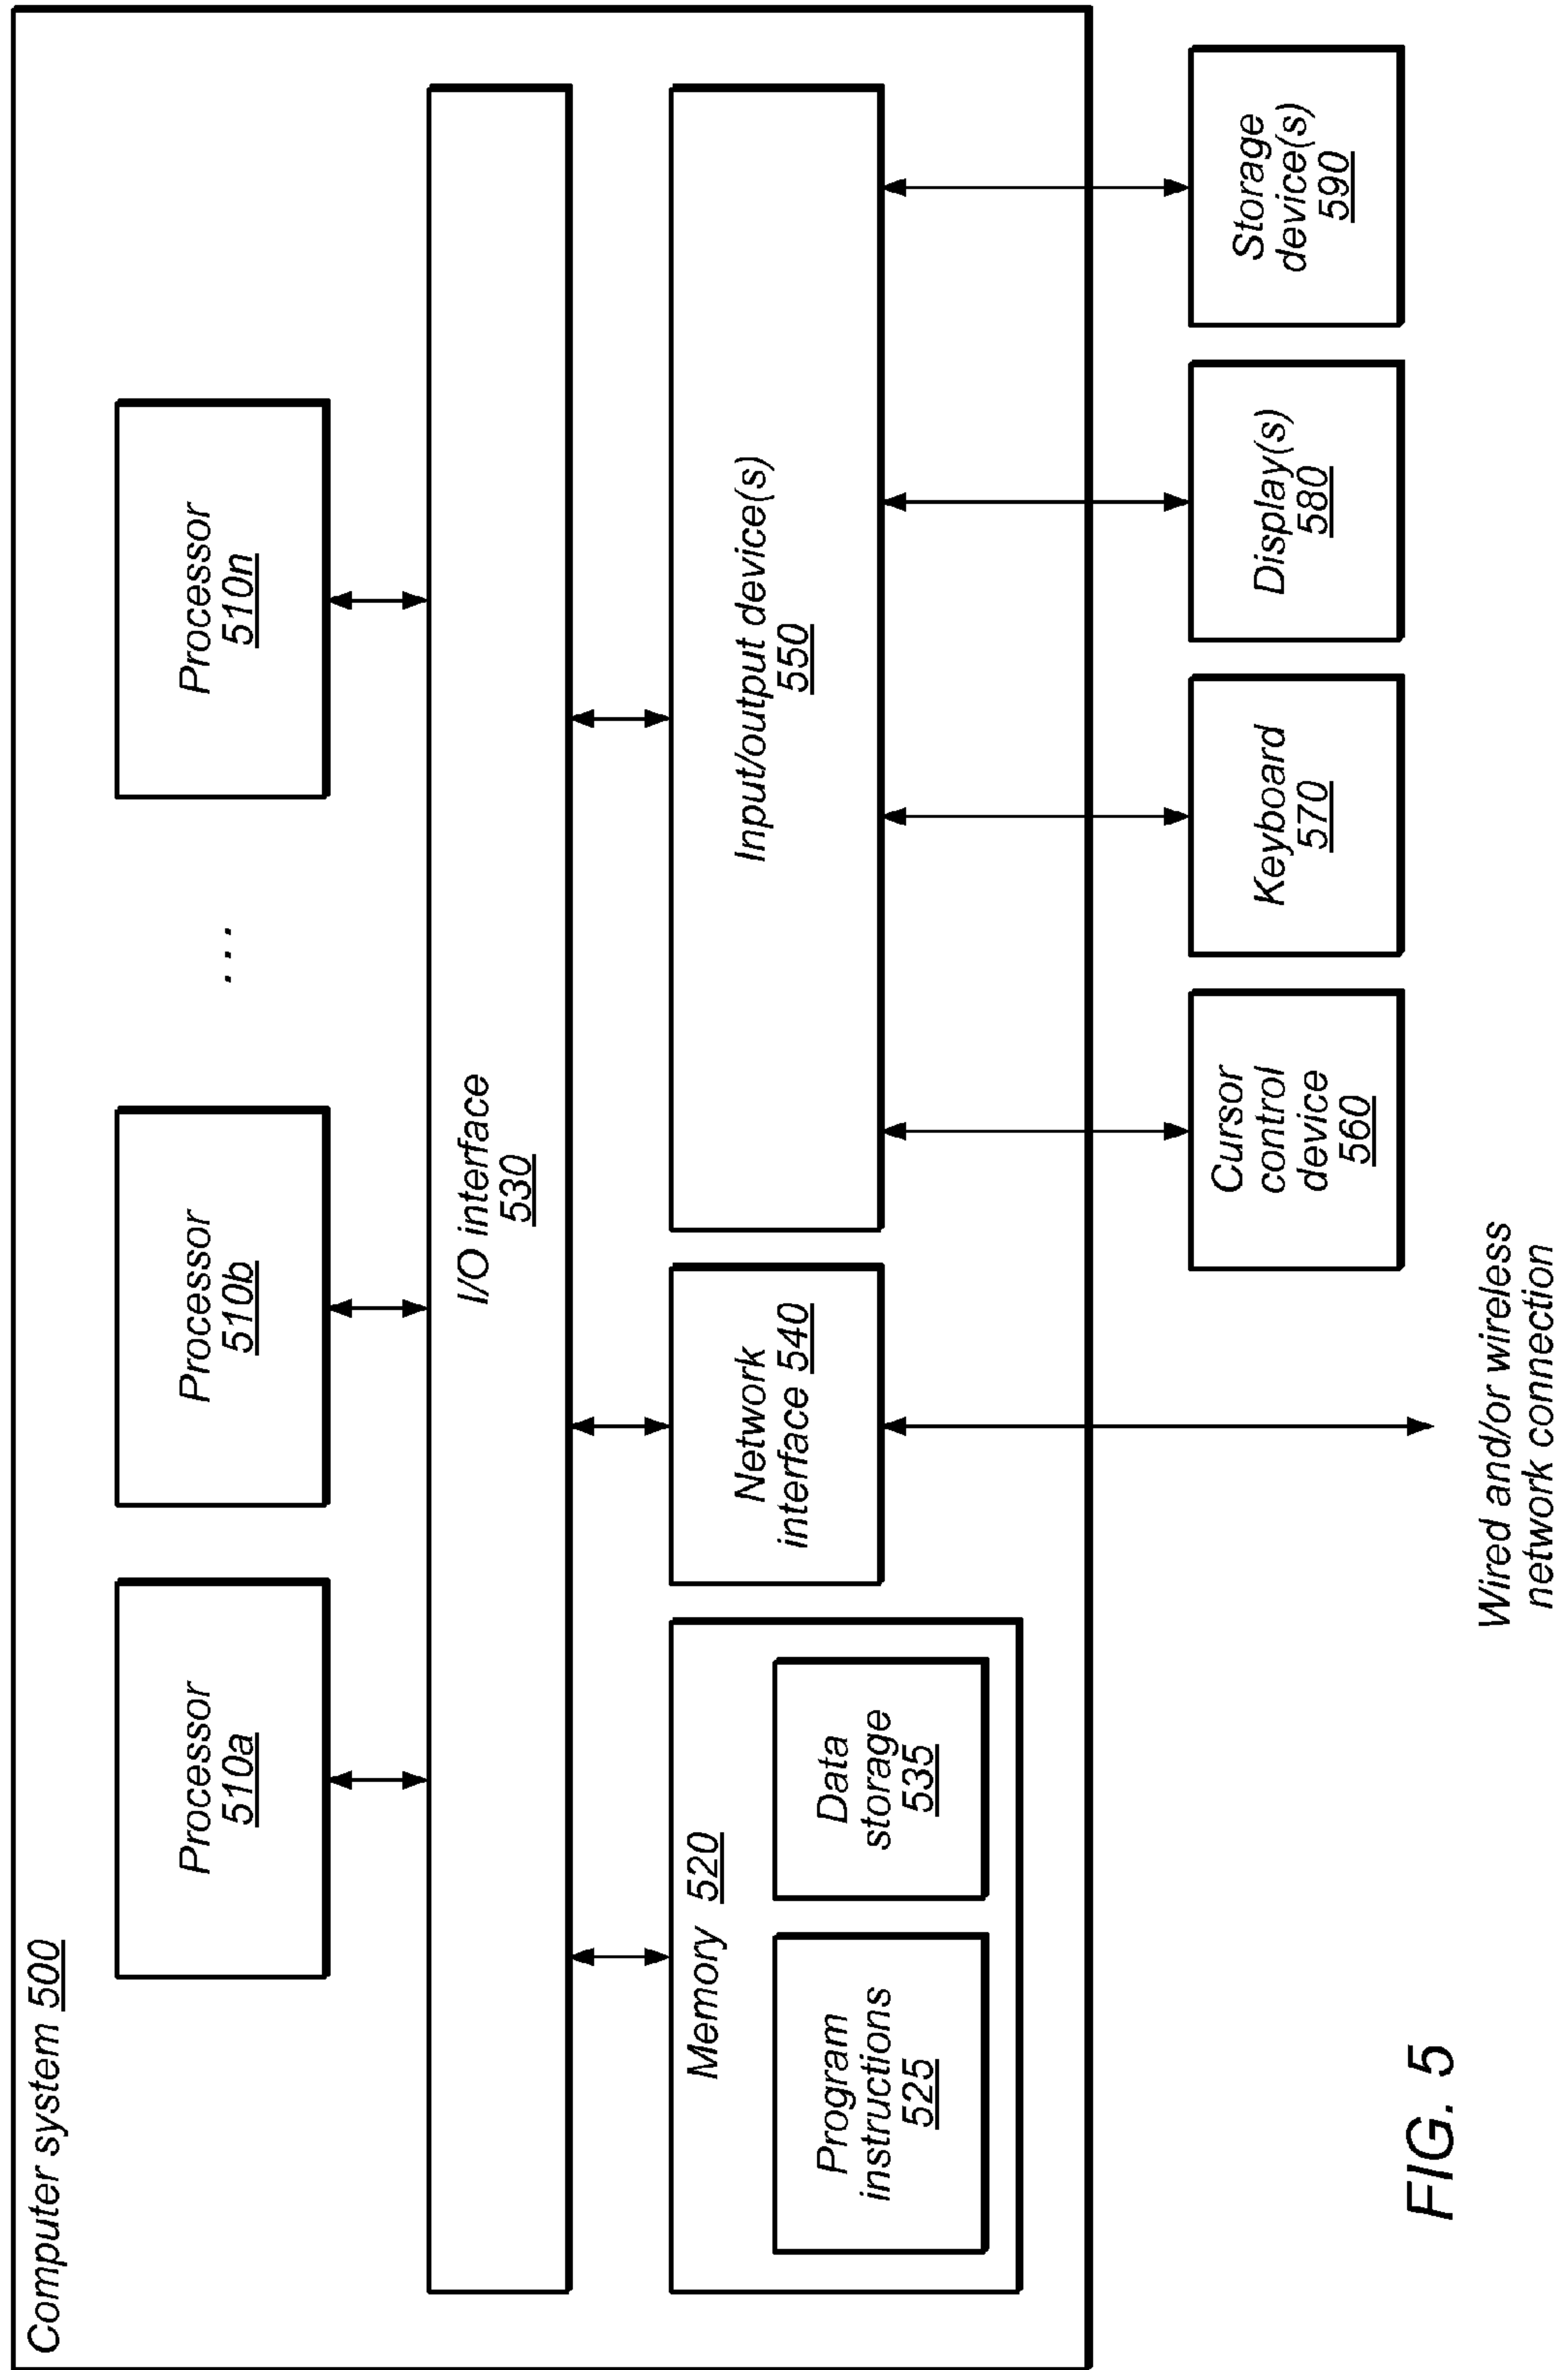 Computer system 500
Processor
510a
Processor
510b
...
Processor
510n
I/O interface
530
Memory 520
Program
instructions
525
Data
storage
535
Network
interface 540
Input/output device(s)
550
Wired and/or wireless
network connection
Cursor
control
device
560
Keyboard
570
Display(s)
580
Storage
device(s)
590
FIG. 5